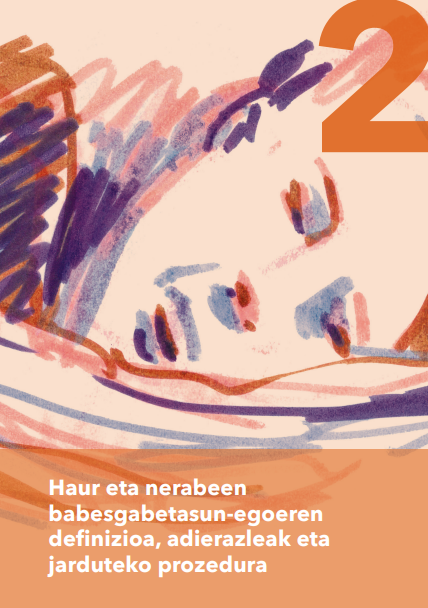 2
Haur eta nerabeen
babesgabetasun-egoeren
definizioa, adierazleak eta
jarduteko prozedura